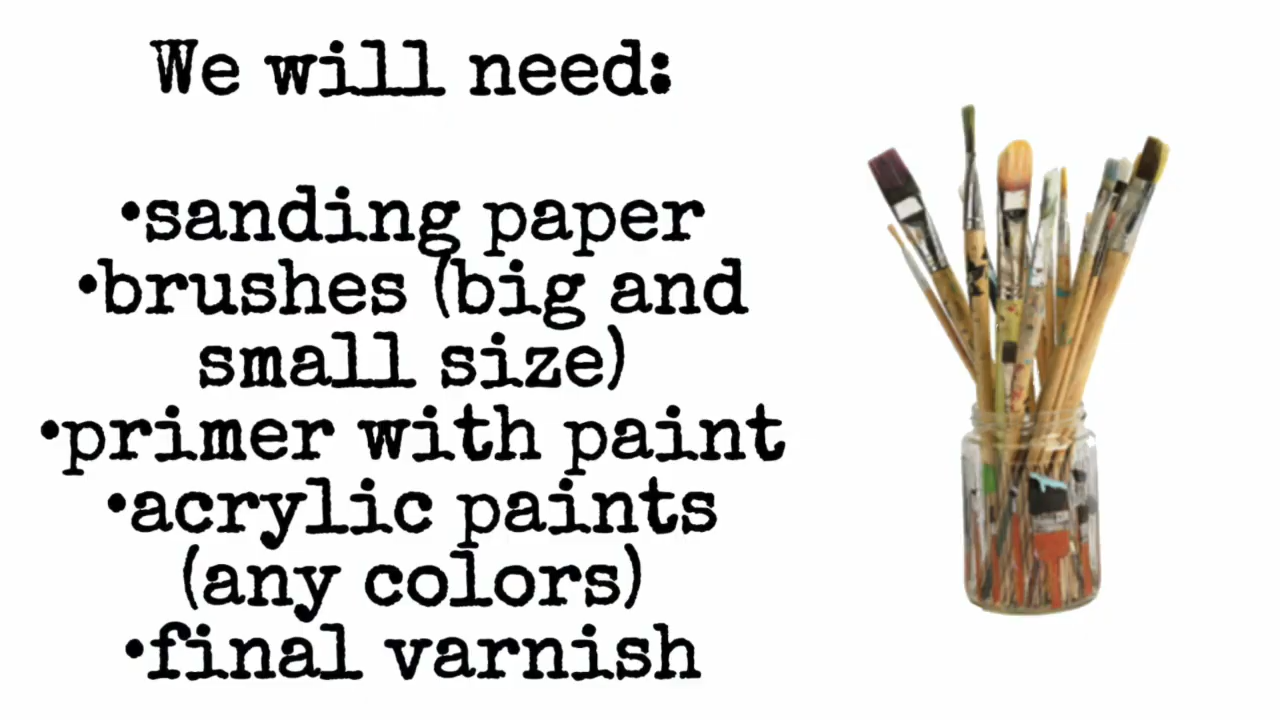 We will need:
•sanding paper
•brushes (big and
small size)
•primer with paint
•acrylic paints
(any colors)
•final varnish